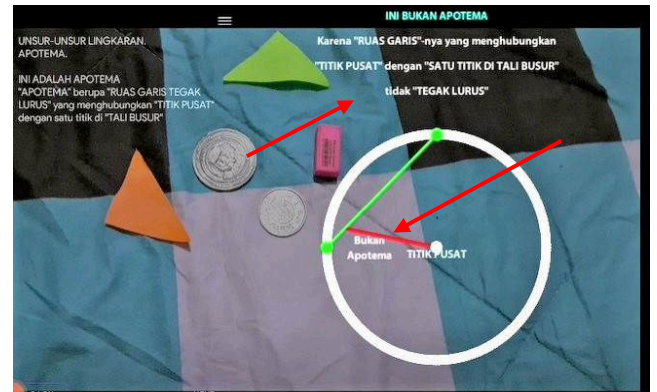 INI BUKAN APOTEMA
UNSUR-UNSUR LINGKARAN.
APOTEMA.
INI ADALAH APOTEMA
"APOTEMA" berupa "RUAS GARIS TEGAK
LURUS" yang menghubungkan "TITIK PUSAT"
dengan satu titik di "TALI BUSUR"
Karena "RUAS GARIS"-nya yang menghubungkan
"TITIK PUSAT" dengan "SATU TITIK DI TALI BUSUR"
tidak "TEGAK LURUS"
Bukan
Apotema
TITIK PUSAT